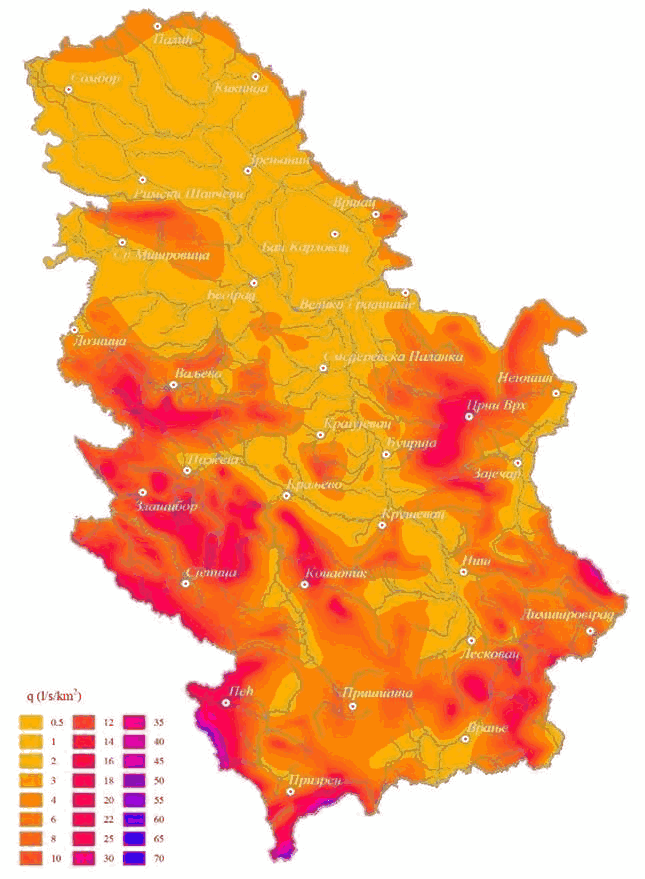 Палић
Сомбор
Кикинда
Зрењанин
Римски Шанчеви
Вршац
Бан.Карловац
Ср.Митровица
Београд
Велико Градиште
Лозница
Смедеревска Паланка
Ваљево
Неготин
Црни Врх
Крагујевац
Ћуприја
Пожега
Зајечар
Краљево
Златибор
Крушевац
Ниш
Сјеница
Копаоник
Димитровград
Лесковац
Пећ
Приштина
Врање
Призрен
q (l/s/km²)
0.5 12 35
1 14 40
2 16 45
3 18 50
4 20 55
6 22 60
8 25 65
10 30 70